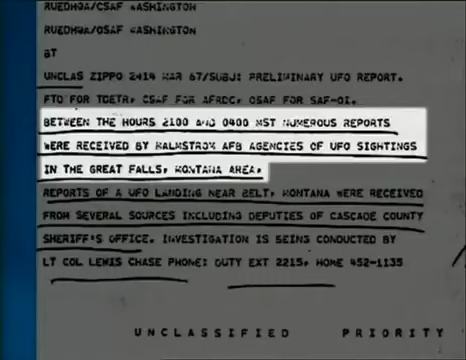 RUEDHQA/CSAF WASHINGTON
RUEDHQA/OSAF WASHINGTON
BT
UNCLAS ZIPPO 2414 MAR 67/SUBJ: PRELIMINARY UFO REPORT.
FTD FOR TDETR, CSAF FOR AFRDC, OSAF FOR SAF-OI.
BETWEEN THE HOURS 2100 AND 0400 MST NUMEROUS REPORTS
WERE RECEIVED BY MALMSTROM AFB AGENCIES OF UFO SIGHTINGS
IN THE GREAT FALLS, MONTANA AREA.
REPORTS OF A UFO LANDING NEAR BELT, MONTANA WERE RECEIVED
FROM SEVERAL SOURCES INCLUDING DEPUTIES OF CASCADE COUNTY
SHERIFF'S OFFICE. INVESTIGATION IS BEING CONDUCTED BY
LT COL LEWIS CHASE PHONE: DUTY EXT 2215, HOME 452-1135
UNCLASSIFIED PRIORITY